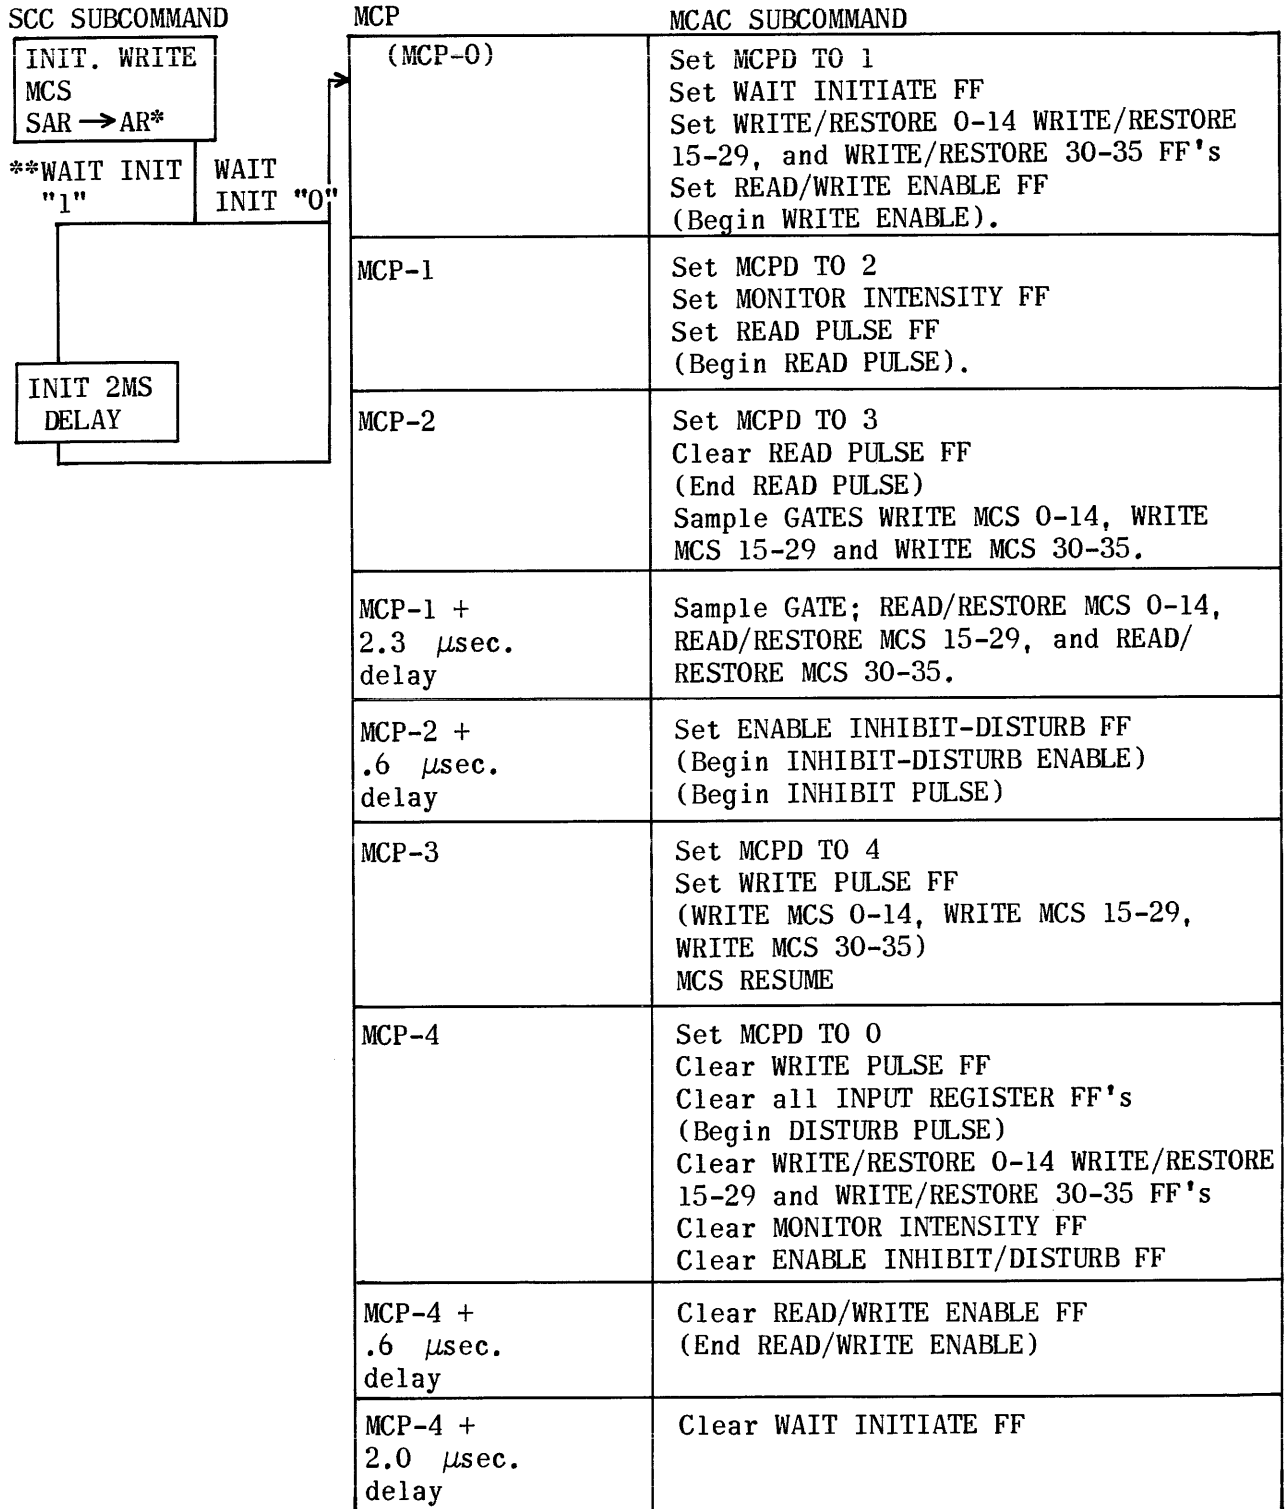 SCC SUBCOMMAND
INIT. WRITE
MCS
SAR → AR*
**WAIT INIT
"1"
WAIT
INIT "0"
INIT 2MS
DELAY
MCP
MCAC SUBCOMMAND
(MCP-0)
Set MCPD TO 1
Set WAIT INITIATE FF
Set WRITE/RESTORE 0-14 WRITE/RESTORE
15-29, and WRITE/RESTORE 30-35 FF's
Set READ/WRITE ENABLE FF
(Begin WRITE ENABLE).
MCP-1
Set MCPD TO 2
Set MONITOR INTENSITY FF
Set READ PULSE FF
(Begin READ PULSE).
MCP-2
Set MCPD TO 3
Clear READ PULSE FF
(End READ PULSE)
Sample GATES WRITE MCS 0-14, WRITE
MCS 15-29 and WRITE MCS 30-35.
MCP-1 +
2.3 μsec.
delay
Sample GATE; READ/RESTORE MCS 0-14,
READ/RESTORE MCS 15-29, and READ/
RESTORE MCS 30-35.
MCP-2 +
.6 μsec.
delay
Set ENABLE INHIBIT-DISTURB FF
(Begin INHIBIT-DISTURB ENABLE)
(Begin INHIBIT PULSE)
MCP-3
Set MCPD TO 4
Set WRITE PULSE FF
(WRITE MCS 0-14, WRITE MCS 15-29,
WRITE MCS 30-35)
MCS RESUME
MCP-4
Set MCPD TO 0
Clear WRITE PULSE FF
Clear all INPUT REGISTER FF's
(Begin DISTURB PULSE)
Clear WRITE/RESTORE 0-14 WRITE/RESTORE
15-29 and WRITE/RESTORE 30-35 FF's
Clear MONITOR INTENSITY FF
Clear ENABLE INHIBIT/DISTURB FF
MCP-4 +
.6 μsec.
delay
Clear READ/WRITE ENABLE FF
(End READ/WRITE ENABLE)
MCP-4 +
2.0 μsec.
delay
Clear WAIT INITIATE FF